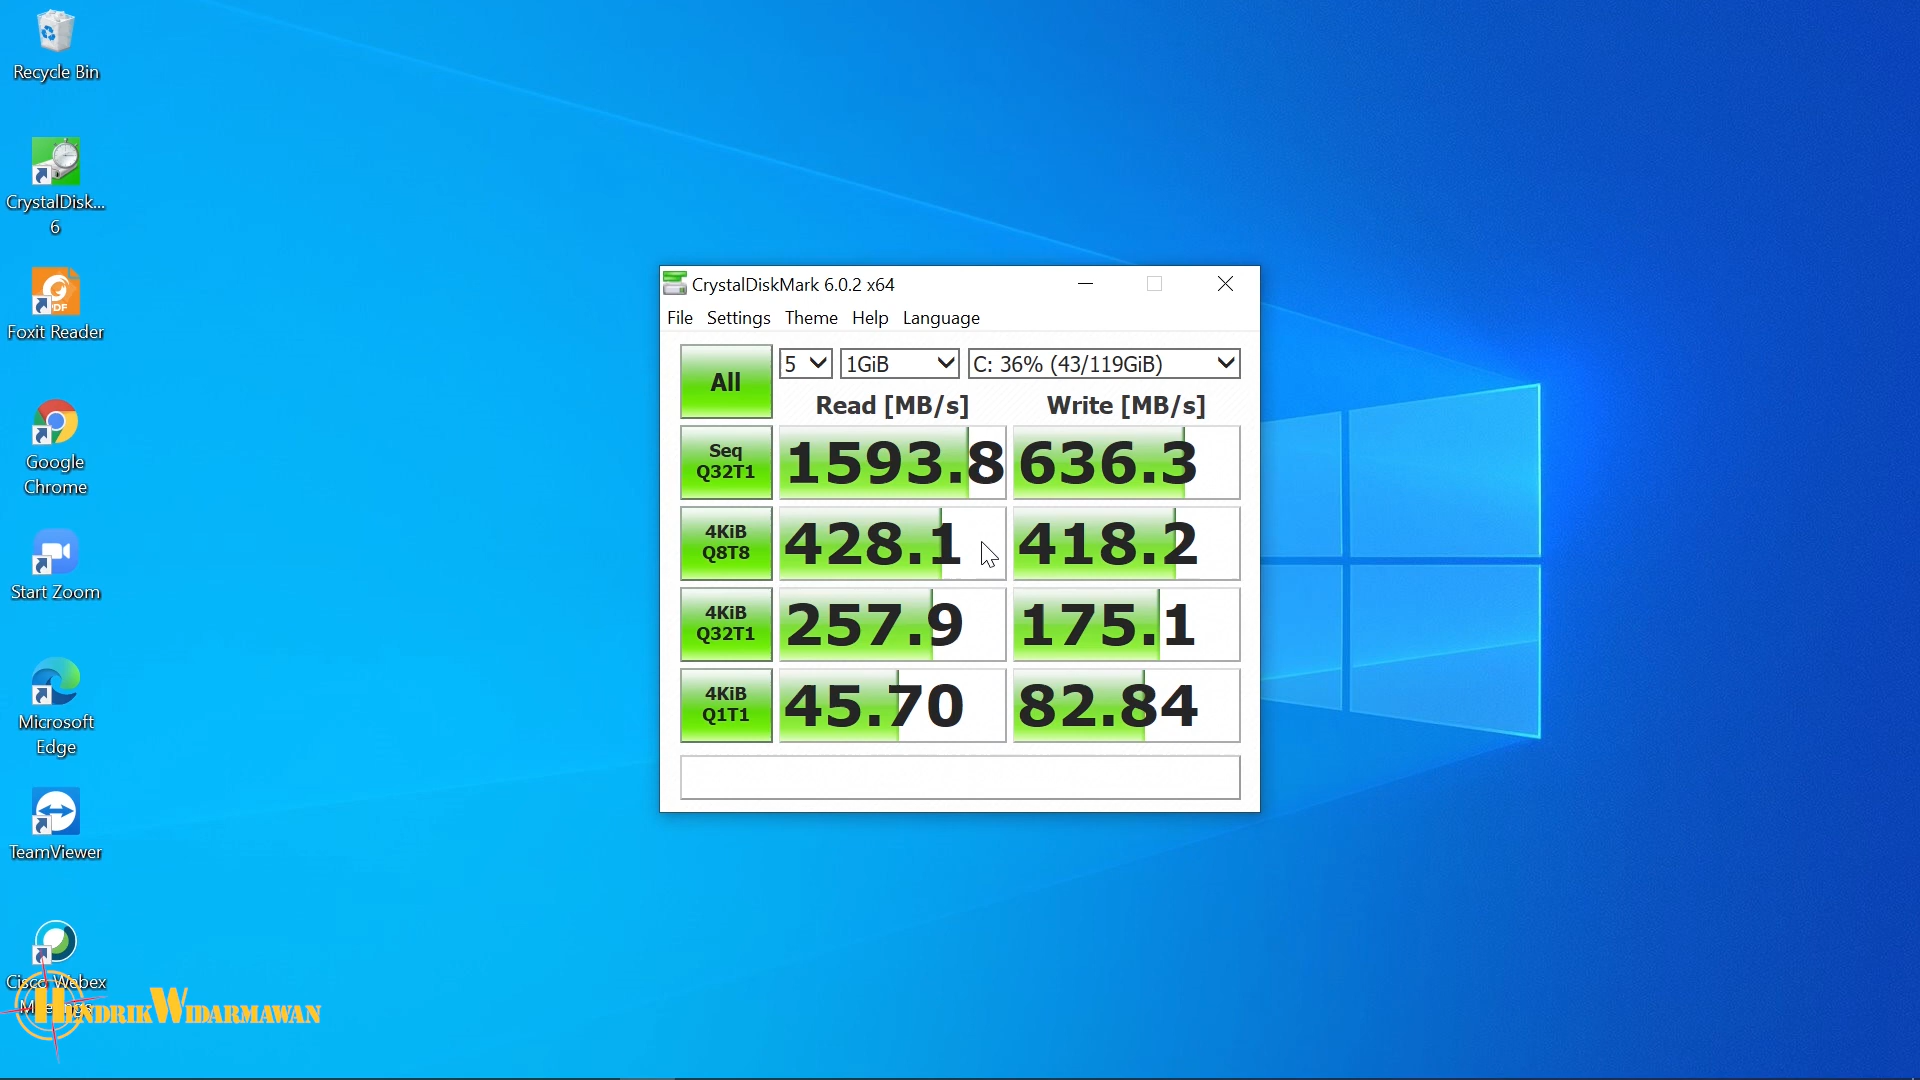 Recycle Bin
CrystalDisk...
6
PDF
Foxit Reader
Google
Chrome
Start Zoom
Microsoft
Edge
TeamViewer
Cisco Webex
HENDRIKWIDARMAWAN
CrystalDiskMark 6.0.2 x64
File Settings Theme Help Language
All 5 1GiB C: 36% (43/119GiB)
Read [MB/s] Write [MB/s]
Seq
Q32T1 1593.8 636.3
4KiB
Q8T8 428.1 418.2
4KiB
Q32T1 257.9 175.1
4KiB
Q1T1 45.70 82.84